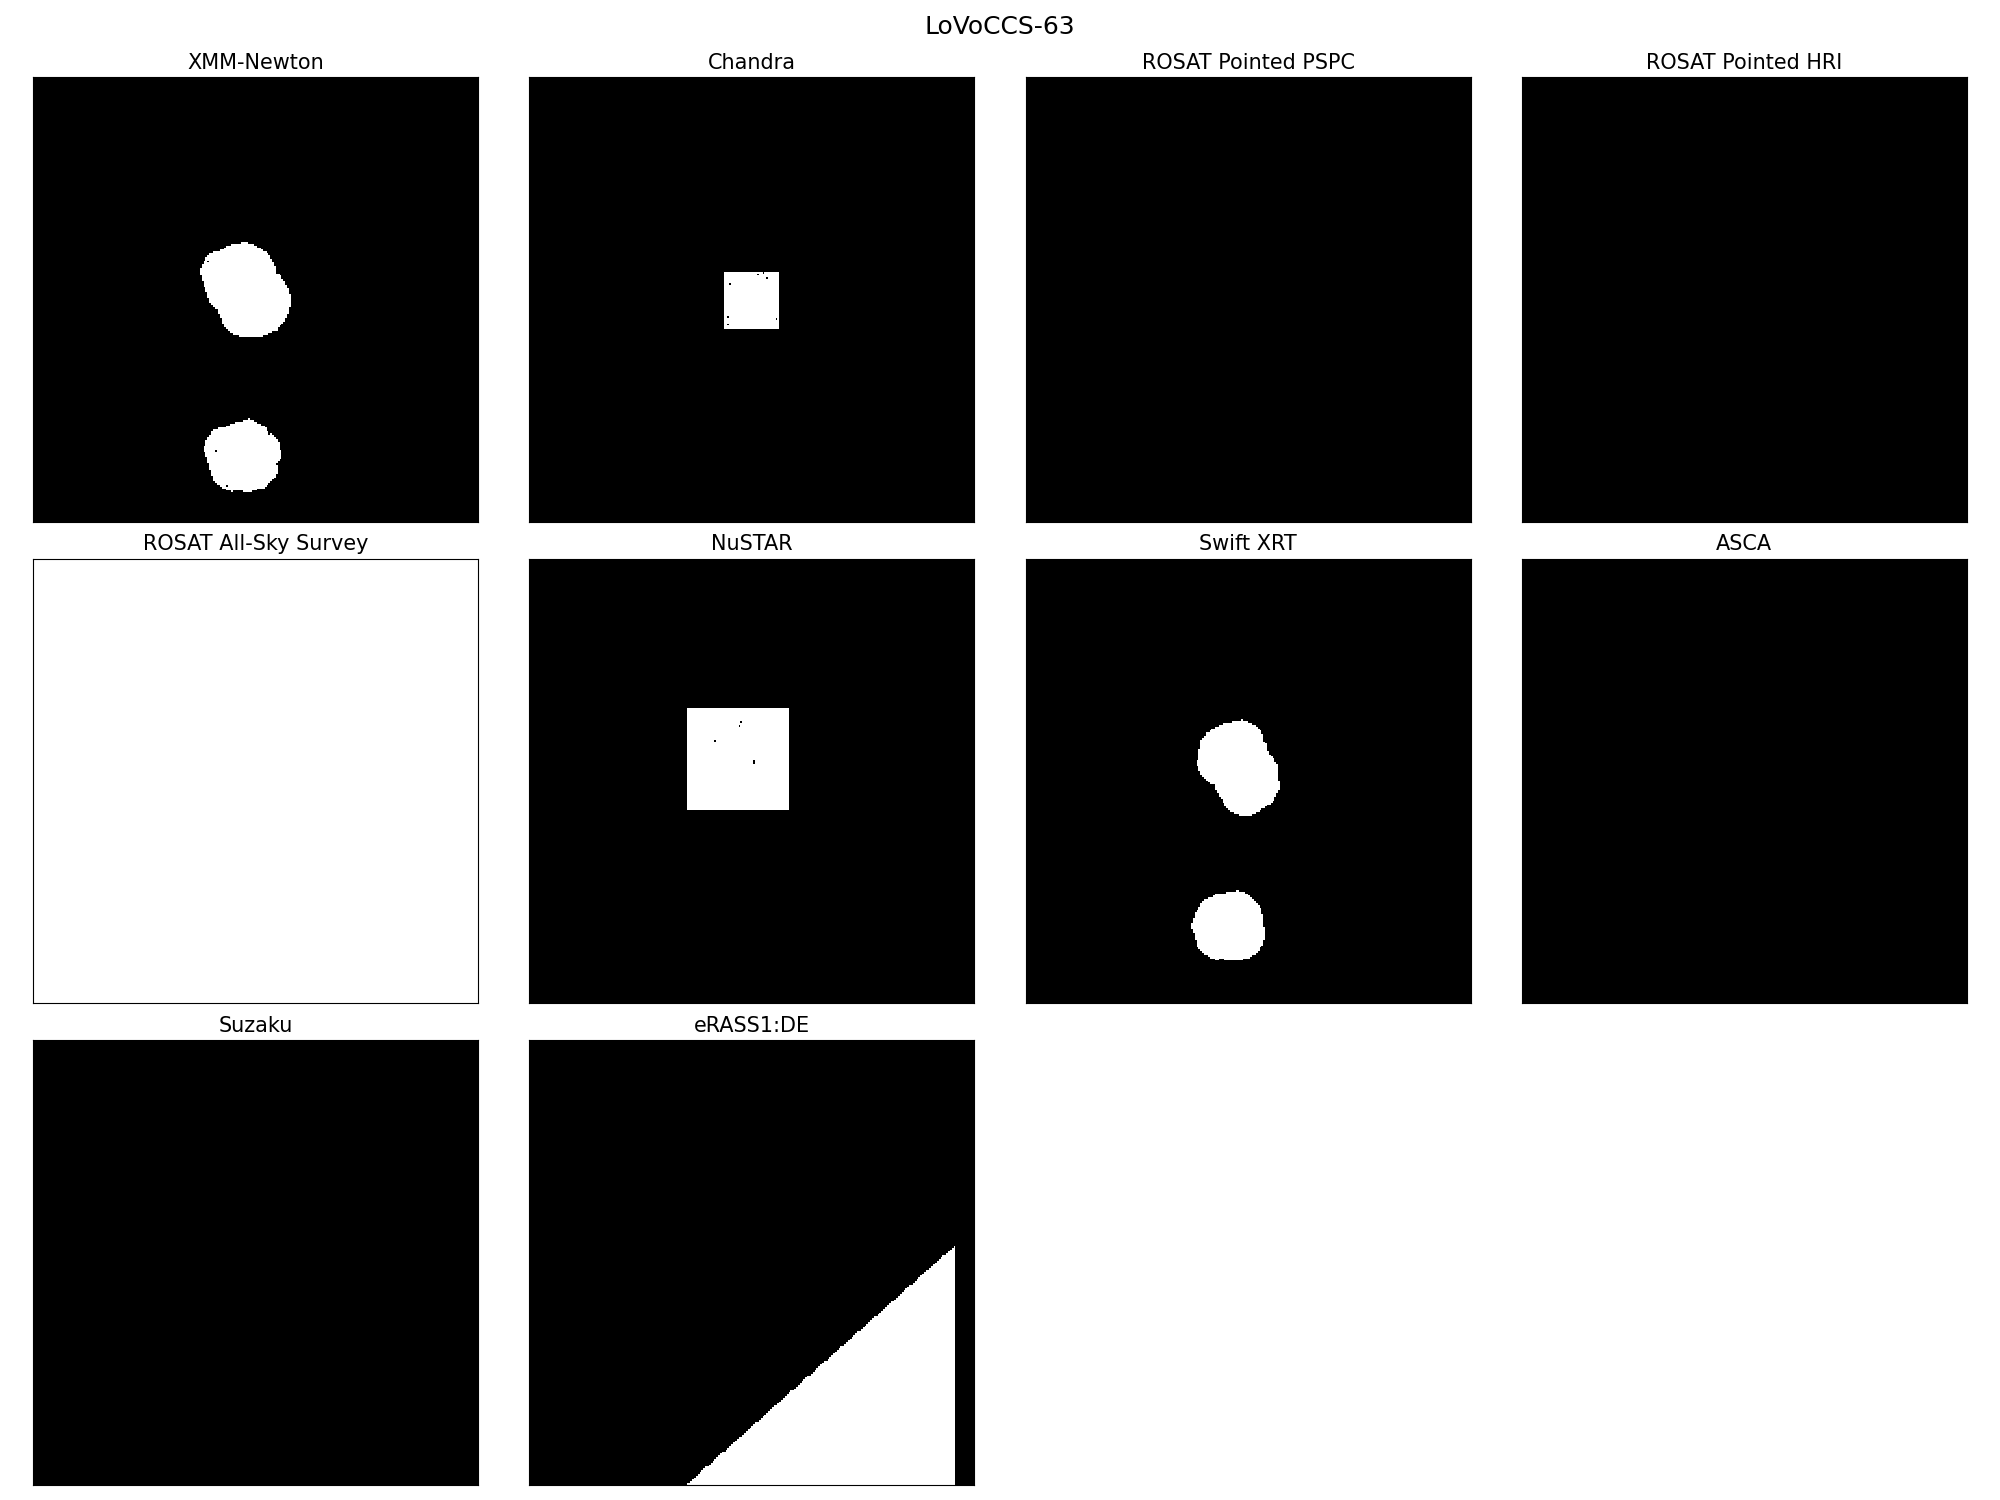 LoVoCCS-63
XMM-Newton
Chandra
ROSAT Pointed PSPC
ROSAT Pointed HRI
ROSAT All-Sky Survey
NuSTAR
Swift XRT
ASCA
Suzaku
eRASS1:DE